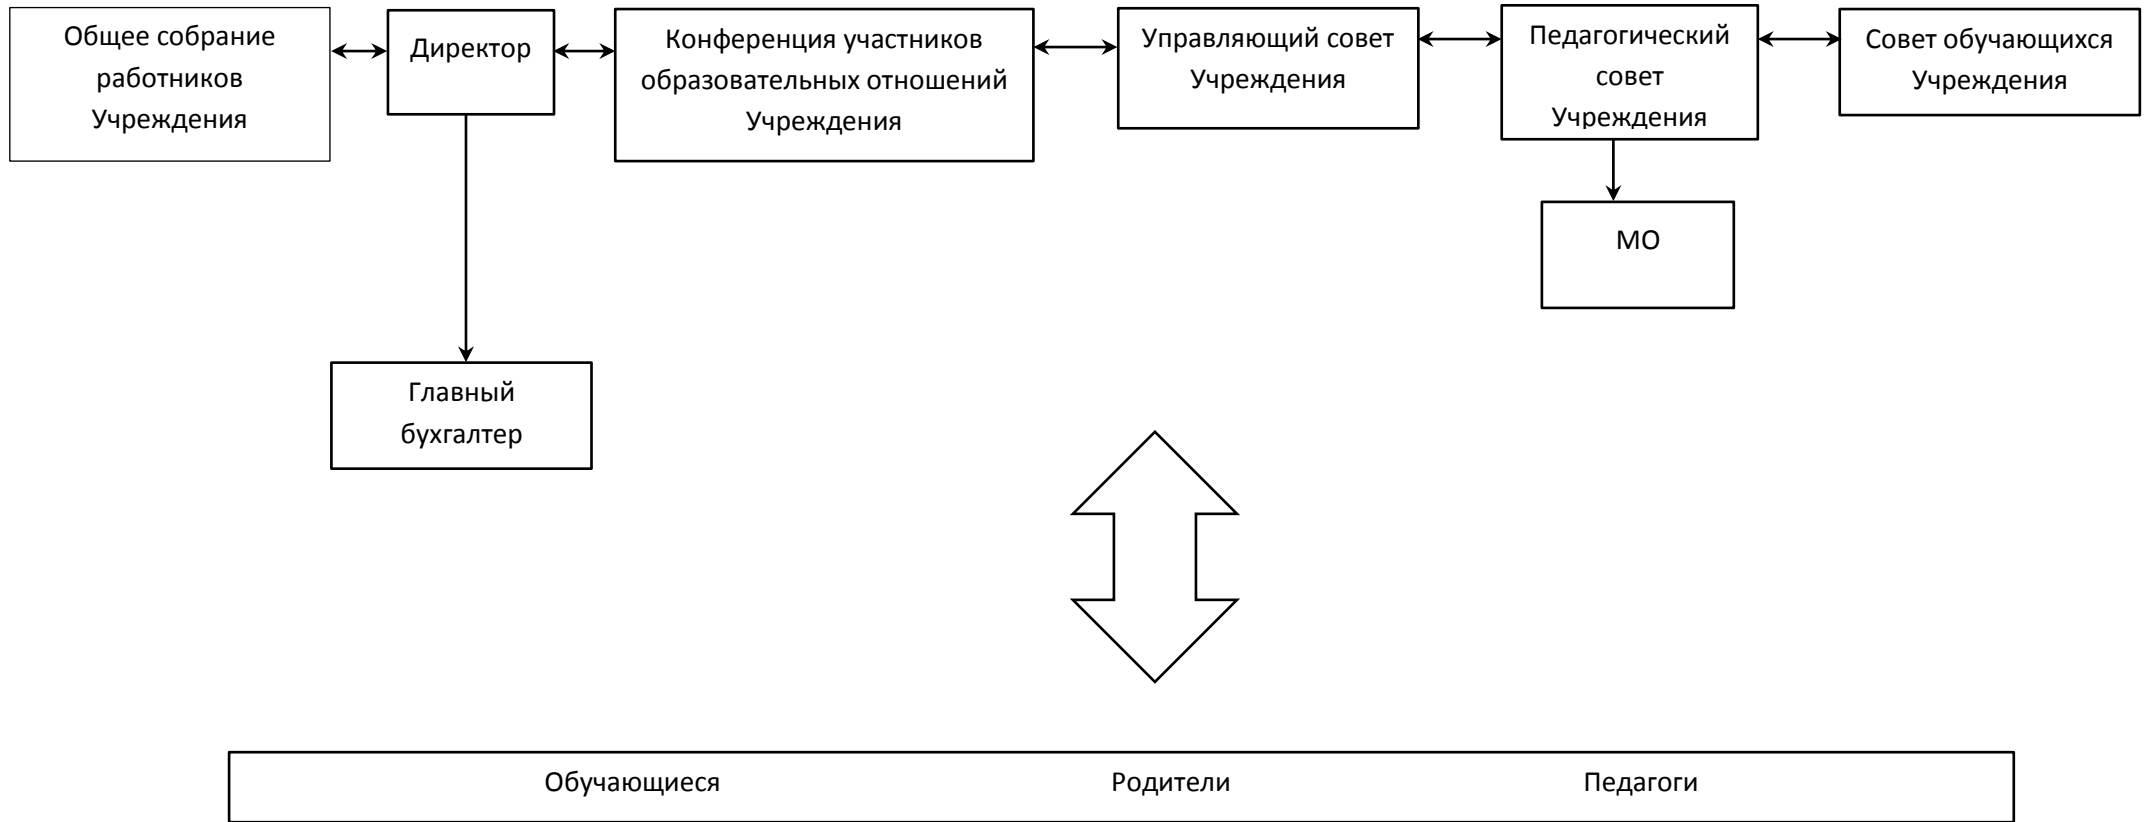 Общее собрание
работников
Учреждения
Директор
Конференция участников
образовательных отношений
Учреждения
Управляющий совет
Учреждения
Педагогический
совет
Учреждения
Совет обучающихся
Учреждения
МО
Главный
бухгалтер
Обучающиеся Родители Педагоги